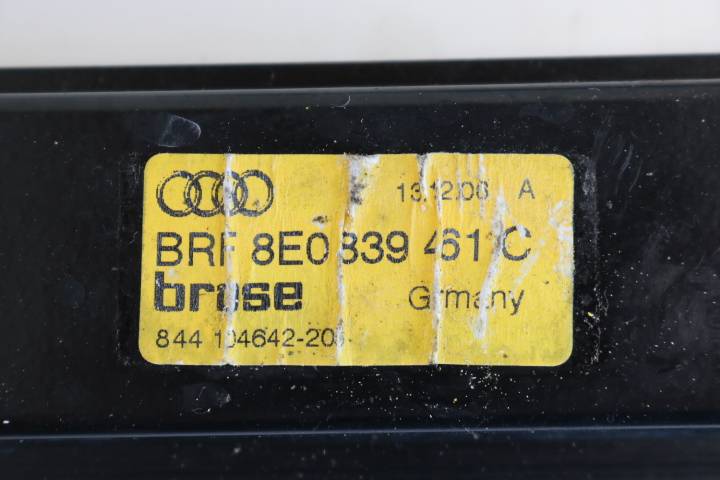 13.12.06 A
BRF 8E0 839 461 C
brose Germany
844 104642-20